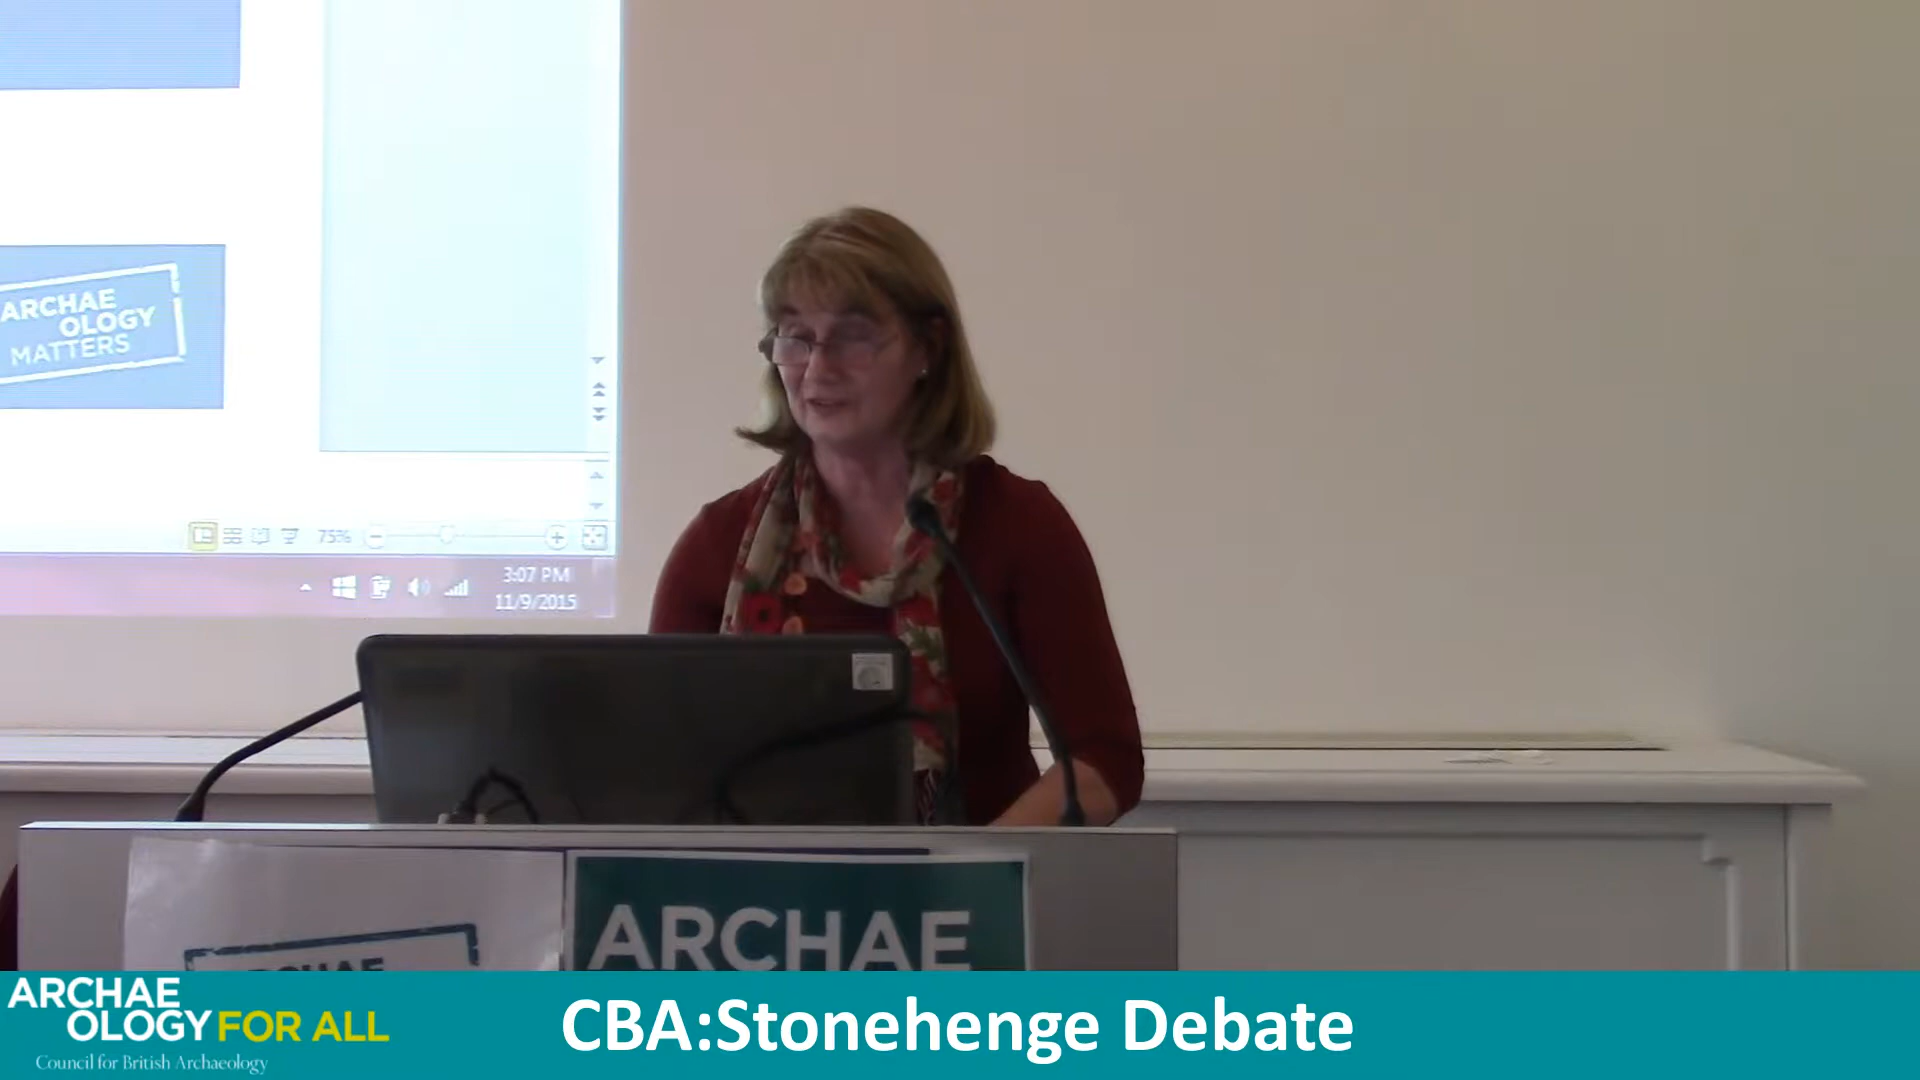 ARCHAE
OLOGY
MATTERS
75%
3:07 PM
11/9/2015
ARCHAE
ARCHAE
ARCHAE
OLOGY FOR ALL
Council for British Archaeology
CBA:Stonehenge Debate